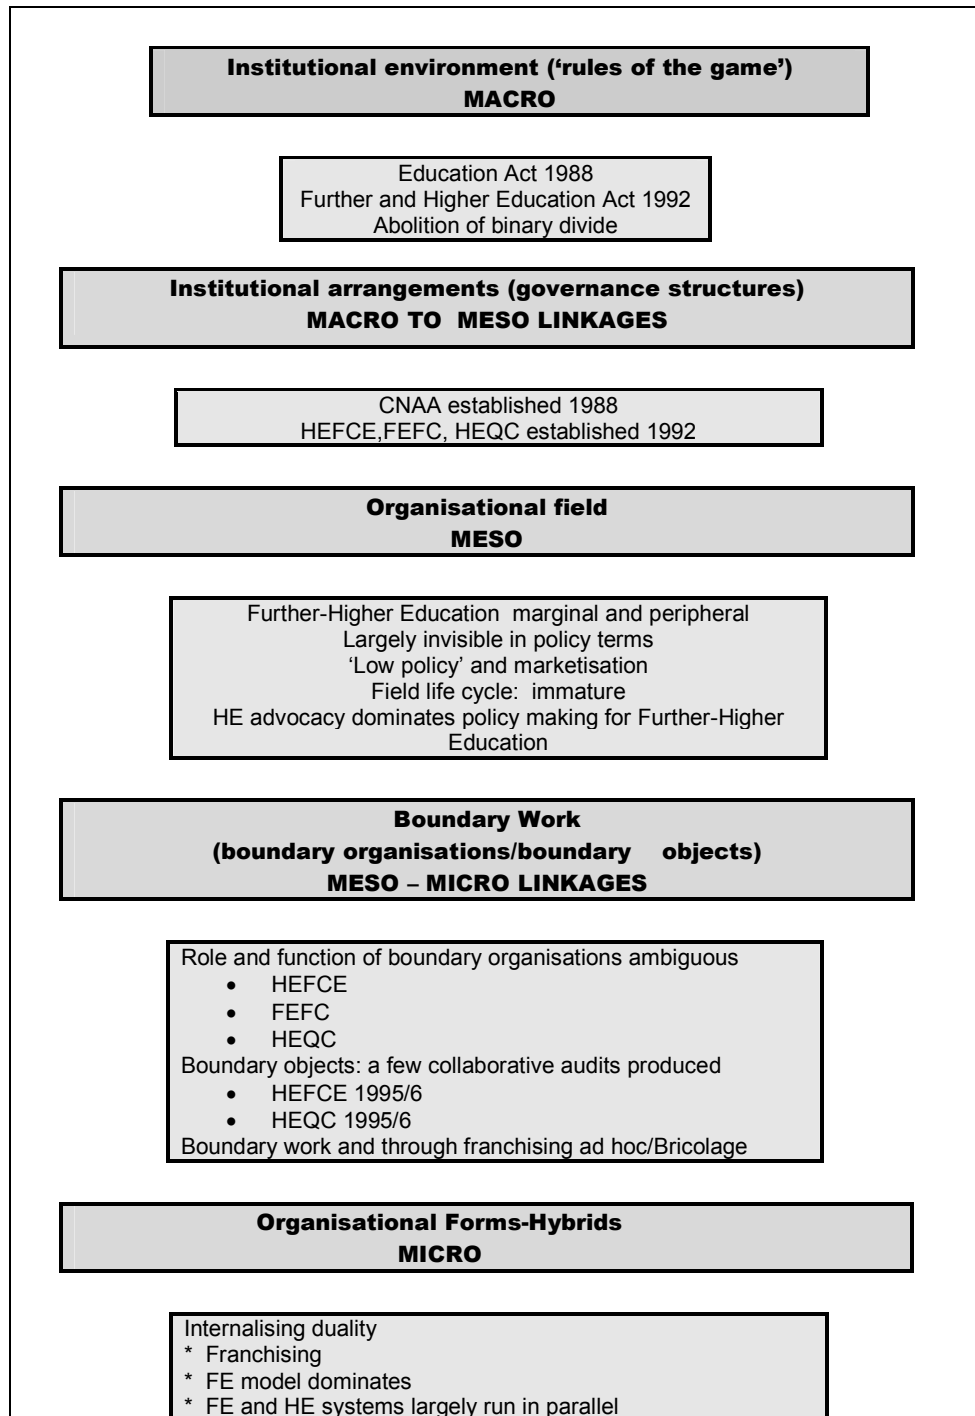 Institutional environment (‘rules of the game’)
MACRO
Education Act 1988
Further and Higher Education Act 1992
Abolition of binary divide
Institutional arrangements (governance structures)
MACRO TO MESO LINKAGES
CNAA established 1988
HEFCE,FEFC, HEQC established 1992
Organisational field
MESO
Further-Higher Education marginal and peripheral
Largely invisible in policy terms
‘Low policy’ and marketisation
Field life cycle: immature
HE advocacy dominates policy making for Further-Higher
Education
Boundary Work
(boundary organisations/boundary objects)
MESO – MICRO LINKAGES
Role and function of boundary organisations ambiguous
• HEFCE
• FEFC
• HEQC
Boundary objects: a few collaborative audits produced
• HEFCE 1995/6
• HEQC 1995/6
Boundary work and through franchising ad hoc/Bricolage
Organisational Forms-Hybrids
MICRO
Internalising duality
* Franchising
* FE model dominates
* FE and HE systems largely run in parallel